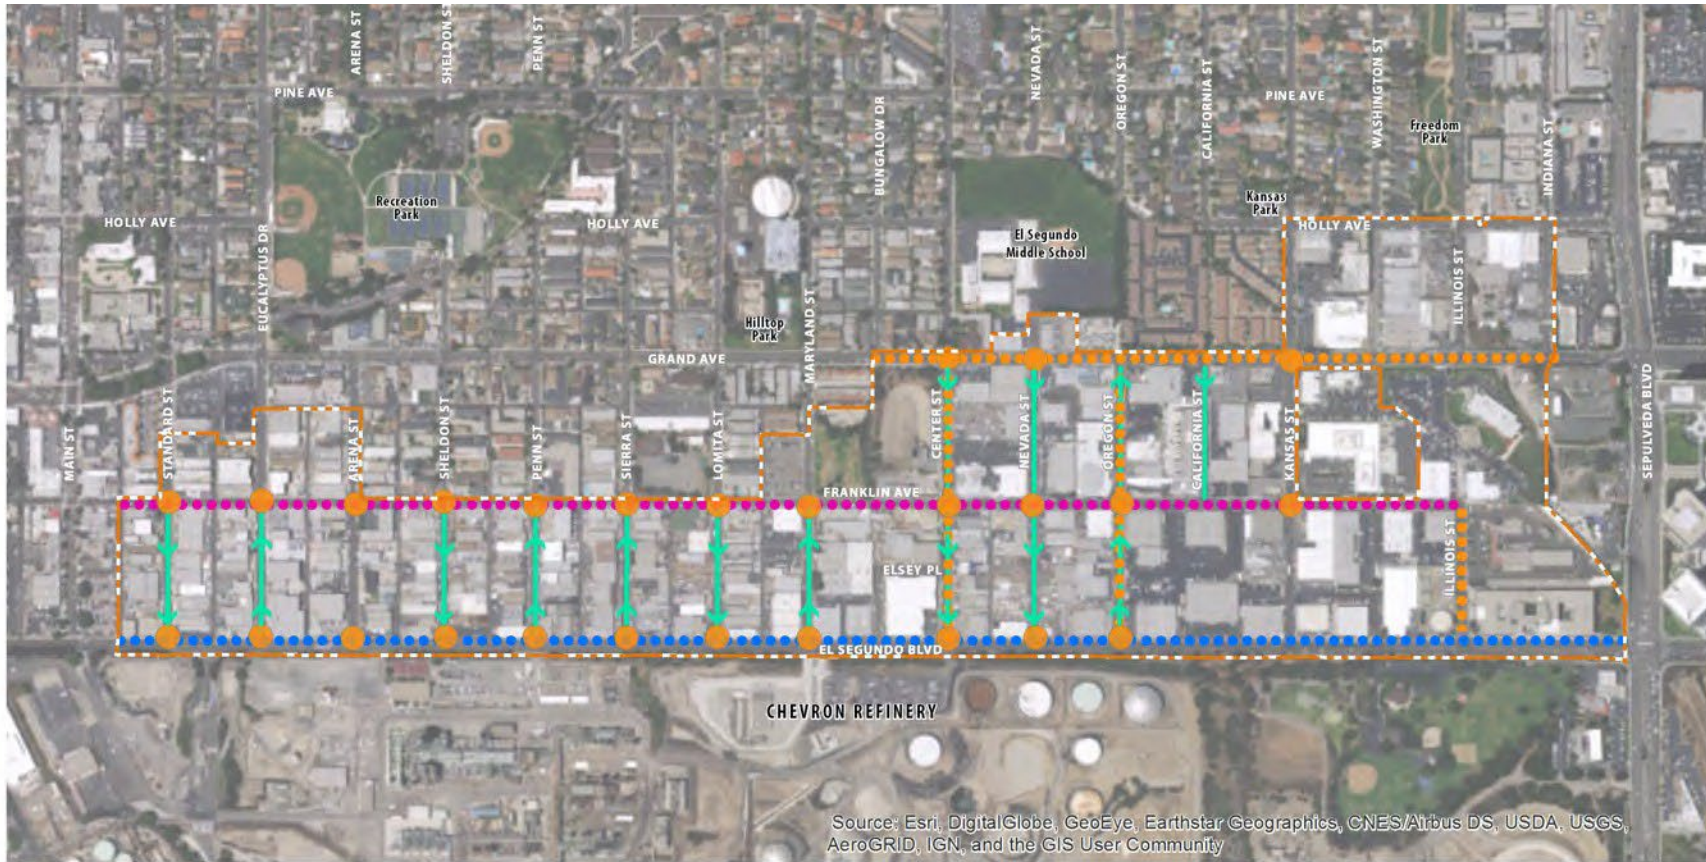 ARENA ST
SHELDON ST
PENN ST
NEVADA ST
OREGON ST
CALIFORNIA ST
WASHINGTON ST
INDIANA ST
PINE AVE
PINE AVE
BUNGALOW DR
Freedom
Park
Recreation
Park
Kansas
Park
HOLLY AVE
HOLLY AVE
HOLLY AVE
EUCALYPTUS DR
El Segundo
Middle School
ILLINOIS ST
Hilltop
Park
MARYLAND ST
GRAND AVE
MAIN ST
STANDARD ST
ARENA ST
SHELDON ST
PENN ST
SIERRA ST
LOMITA ST
CENTER ST
NEVADA ST
OREGON ST
CALIFORNIA ST
KANSAS ST
SEPULVEDA BLVD
FRANKLIN AVE
ELSEY PL
ILLINOIS ST
EL SEGUNDO BLVD
CHEVRON REFINERY
Source: Esri, DigitalGlobe, GeoEye, Earthstar Geographics, CNES/Airbus DS, USDA, USGS,
AeroGRID, IGN, and the GIS User Community